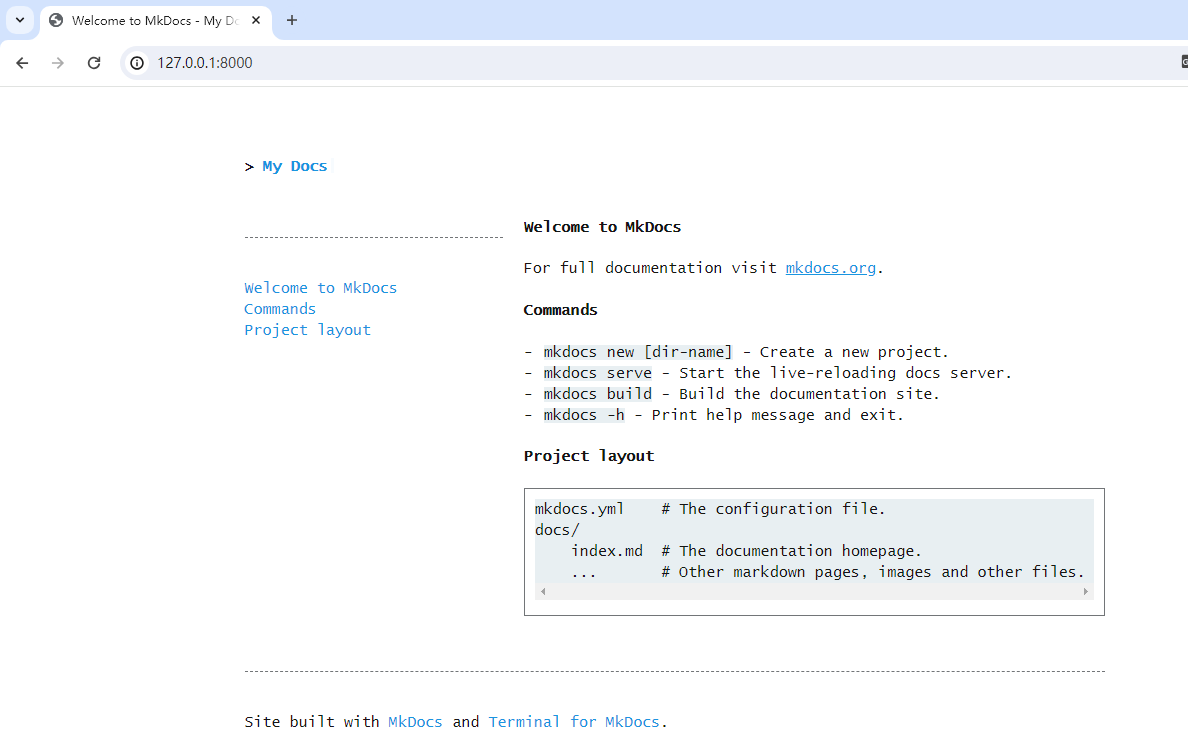 Welcome to MkDocs - My Do
127.0.0.1:8000
> My Docs
Welcome to MkDocs
Commands
Project layout
Welcome to MkDocs
For full documentation visit mkdocs.org.
Commands
- mkdocs new [dir-name] - Create a new project.
- mkdocs serve - Start the live-reloading docs server.
- mkdocs build - Build the documentation site.
- mkdocs -h - Print help message and exit.
Project layout
mkdocs.yml    # The configuration file.
docs/
    index.md  # The documentation homepage.
    ...       # Other markdown pages, images and other files.
Site built with MkDocs and Terminal for MkDocs.